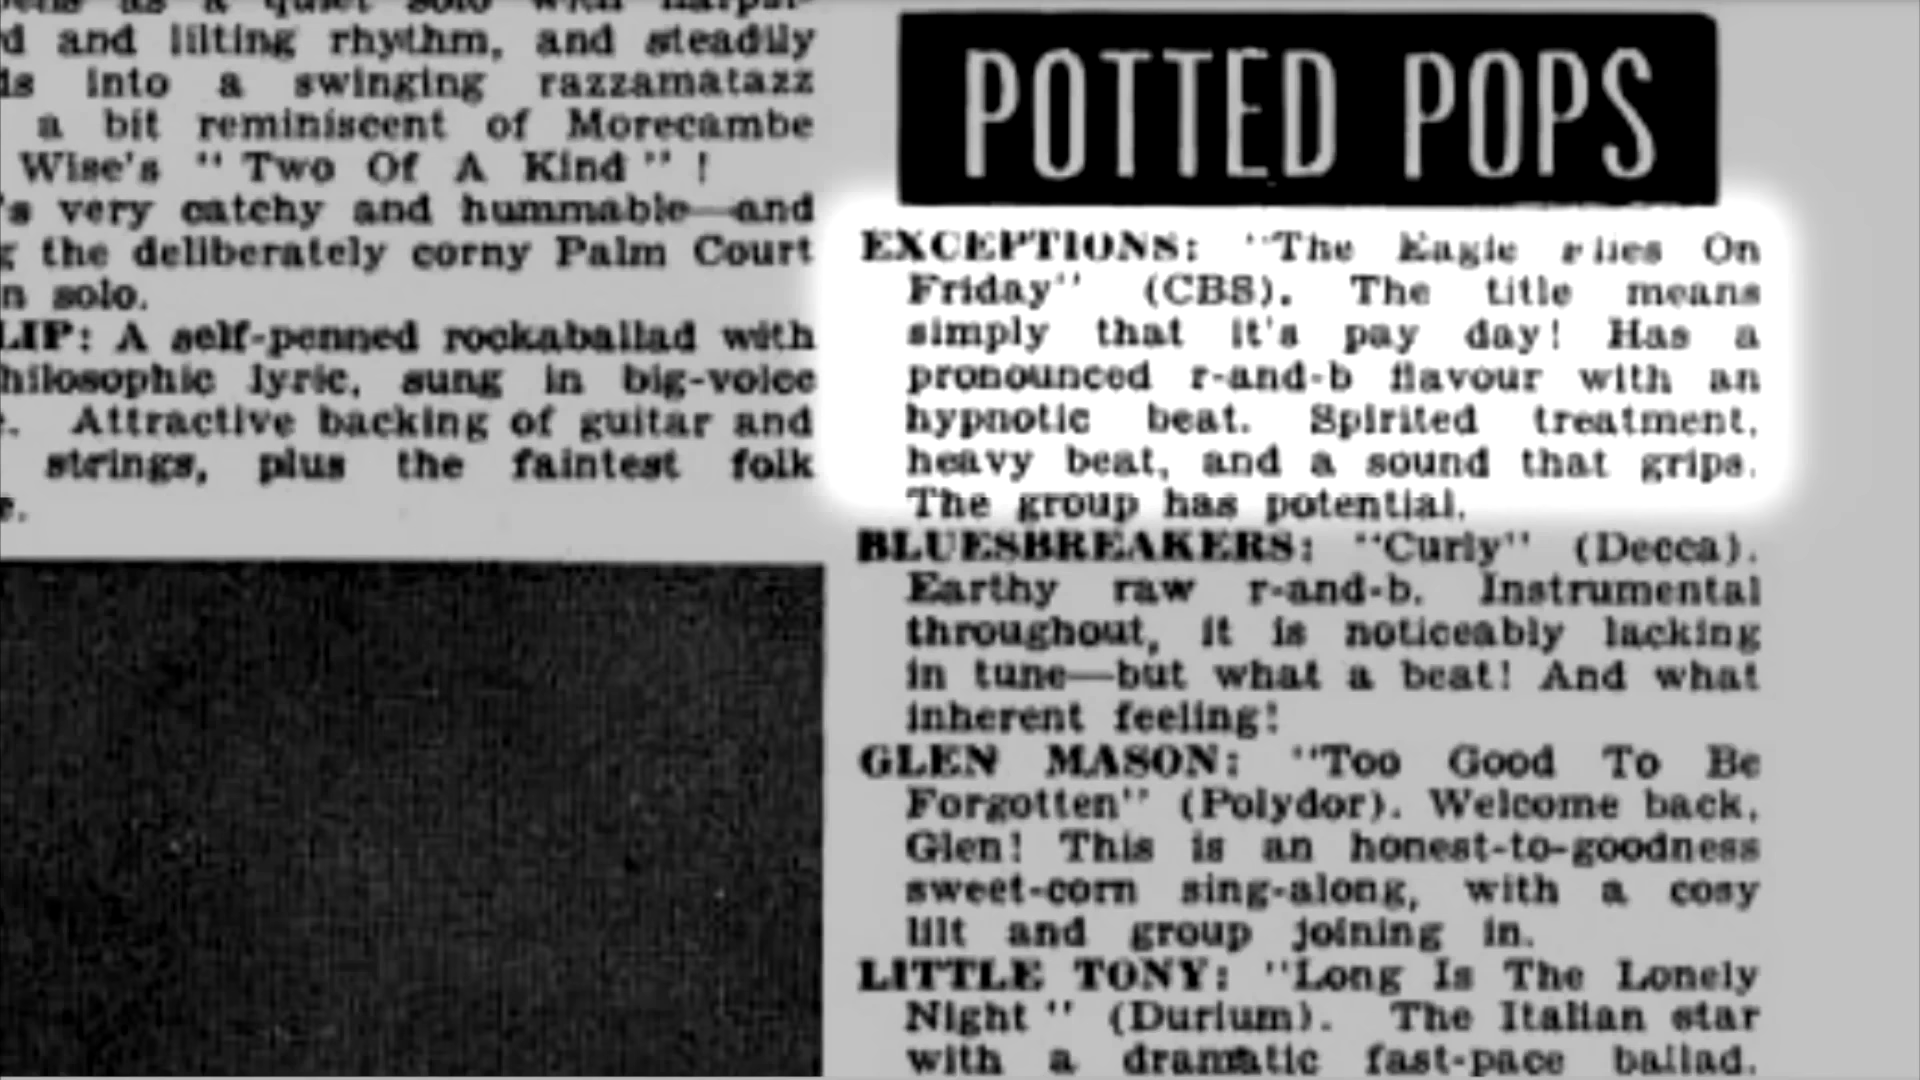 and lilting rhythm, and steadily
into a swinging razzamatazz
a bit reminiscent of Morecambe
Wise's "Two Of A Kind"!
very catchy and hummable—and
the deliberately corny Palm Court
solo.
A self-penned rockaballad with
lyric, sung in big-voice
Attractive backing of guitar and
strings, plus the faintest folk
POTTED POPS
EXCEPTIONS: "The Eagle Flies On
Friday" (CBS). The title means
simply that it's pay day! Has a
pronounced r-and-b flavour with an
hypnotic beat. Spirited treatment,
heavy beat, and a sound that grips.
The group has potential.
BLUESBREAKERS: "Curly" (Decca).
Earthy raw r-and-b. Instrumental
throughout, it is noticeably lacking
in tune—but what a beat! And what
inherent feeling!
GLEN MASON: "Too Good To Be
Forgotten" (Polydor). Welcome back,
Glen! This is an honest-to-goodness
sweet-corn sing-along, with a cosy
lilt and group joining in.
LITTLE TONY: "Long Is The Lonely
Night" (Durium). The Italian star
with a dramatic fast-pace ballad.